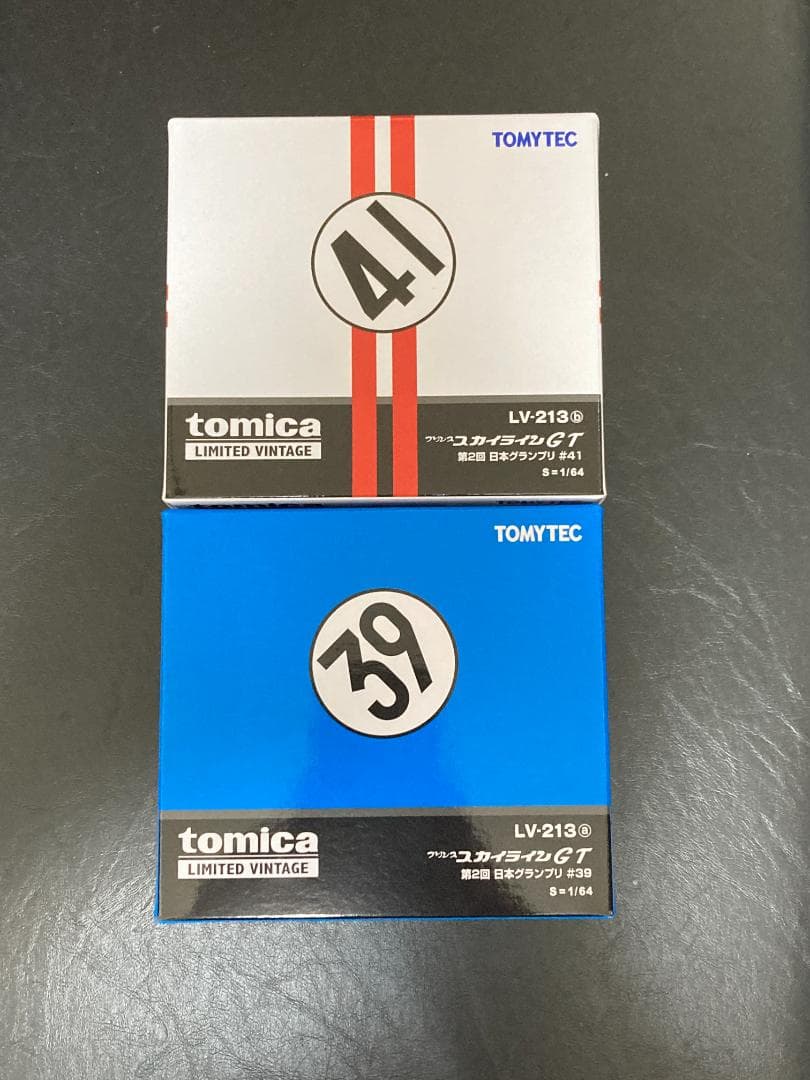 TOMYTEC
41
tomica
LIMITED VINTAGE
LV-213ⓑ
プリンス スカイラインGT
第2回 日本グランプリ #41
S=1/64
TOMYTEC
39
tomica
LIMITED VINTAGE
LV-213ⓐ
プリンス スカイラインGT
第2回 日本グランプリ #39
S=1/64